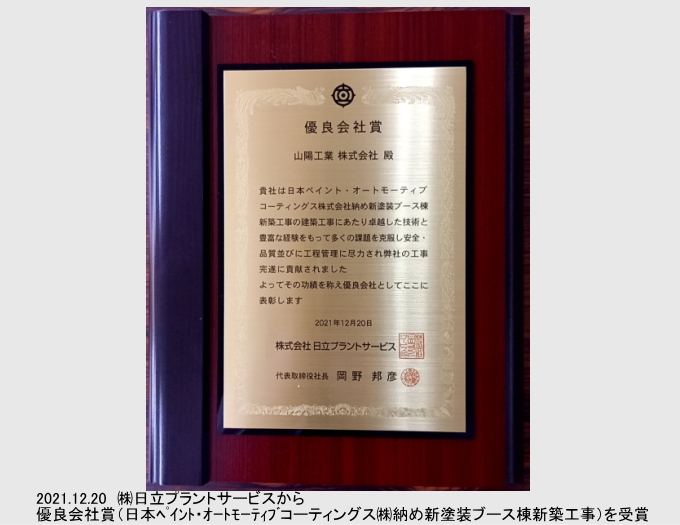 優良会社賞
山陽工業 株式会社 殿
貴社は日本ペイント・オートモーティブ
コーティングス株式会社納め新塗装ブース棟
新築工事の建築工事にあたり卓越した技術と
豊富な経験をもって多くの課題を克服し安全・
品質並びに工程管理に尽力され弊社の工事
完遂に貢献されました
よってその功績を称え優良会社としてここに
表彰します
2021年12月20日
株式会社 日立プラントサービス
代表取締役社長 岡野 邦彦
2021.12.20 ㈱日立プラントサービスから
優良会社賞（日本ﾍﾟｲﾝﾄ・ｵｰﾄﾓｰﾃｨﾌﾞコーティングス㈱納め新塗装ブース棟新築工事）を受賞